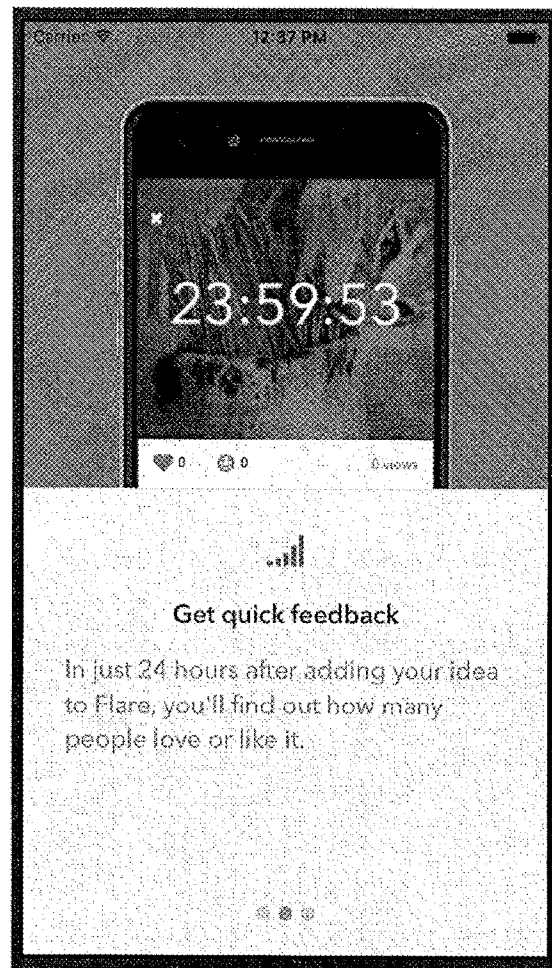 Carrier 12:37 PM
23:59:53
0 0 0 views
Get quick feedback
In just 24 hours after adding your idea
to Flare, you'll find out how many
people love or like it.